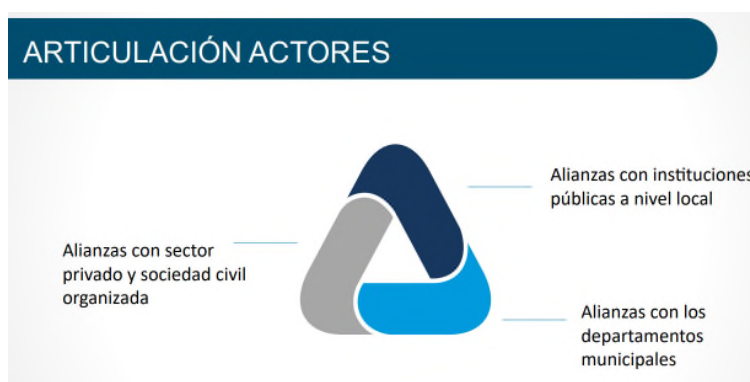 ARTICULACIÓN ACTORES
Alianzas con instituciones
públicas a nivel local
Alianzas con sector
privado y sociedad civil
organizada
Alianzas con los
departamentos
municipales